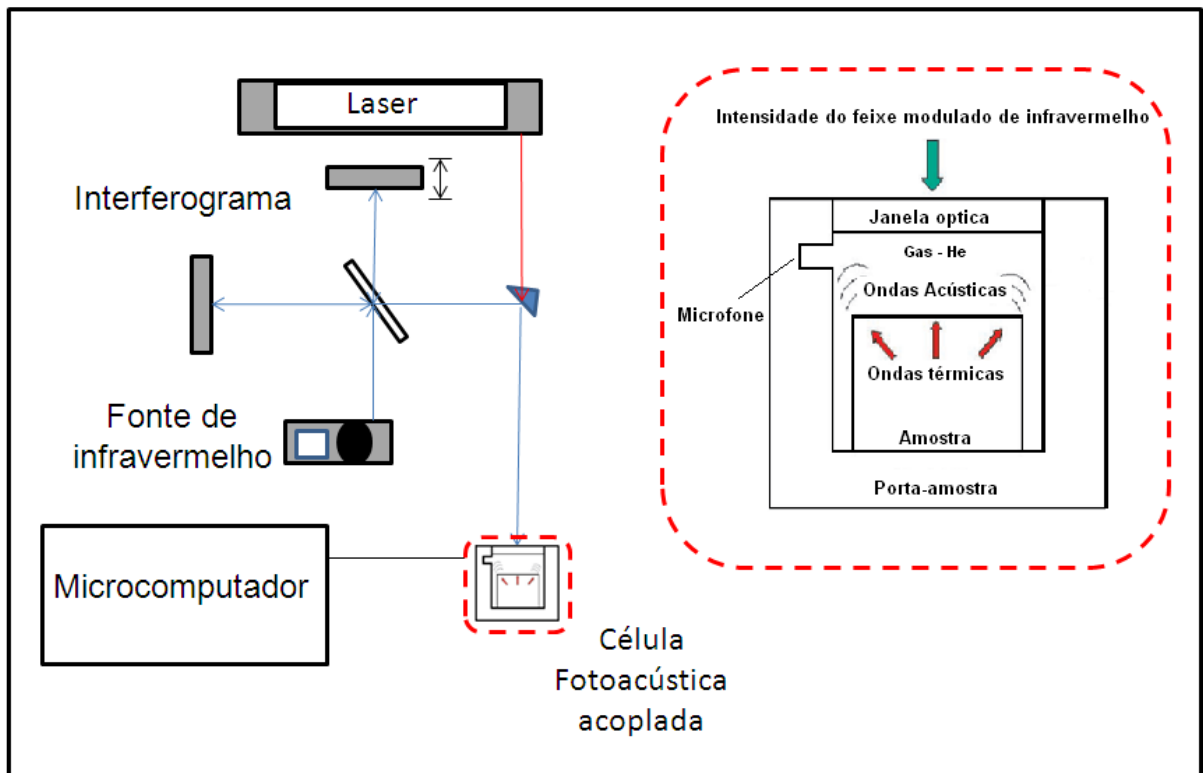 Laser
Interferograma
Fonte de
infravermelho
Microcomputador
Célula
Fotoacústica
acoplada
Intensidade do feixe modulado de infravermelho
Janela optica
Gas - He
Ondas Acústicas
Microfone
Ondas térmicas
Amostra
Porta-amostra